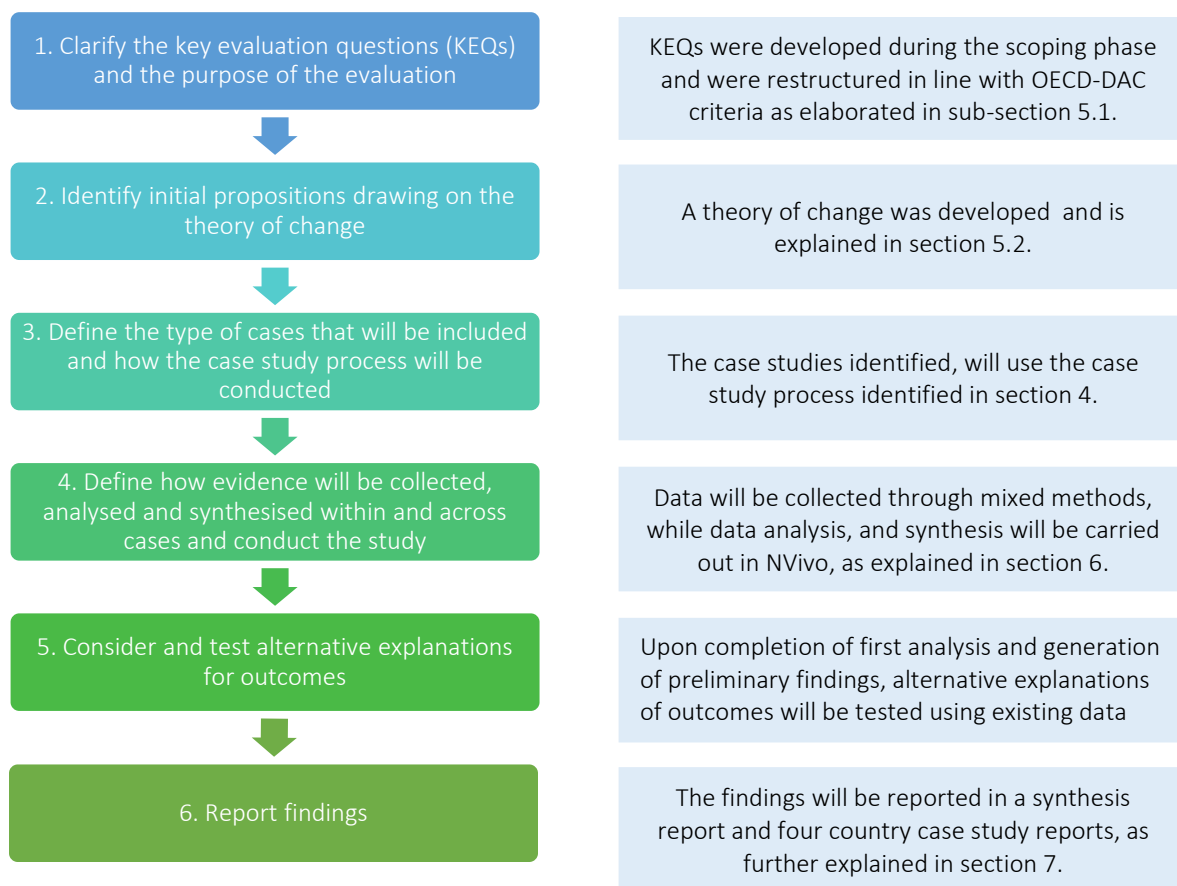 1. Clarify the key evaluation questions (KEQs)
and the purpose of the evaluation
KEQs were developed during the scoping phase
and were restructured in line with OECD-DAC
criteria as elaborated in sub-section 5.1.
2. Identify initial propositions drawing on the
theory of change
A theory of change was developed and is
explained in section 5.2.
3. Define the type of cases that will be included
and how the case study process will be
conducted
The case studies identified, will use the case
study process identified in section 4.
4. Define how evidence will be collected,
analysed and synthesised within and across
cases and conduct the study
Data will be collected through mixed methods,
while data analysis, and synthesis will be carried
out in NVivo, as explained in section 6.
5. Consider and test alternative explanations
for outcomes
Upon completion of first analysis and generation
of preliminary findings, alternative explanations
of outcomes will be tested using existing data
6. Report findings
The findings will be reported in a synthesis
report and four country case study reports, as
further explained in section 7.